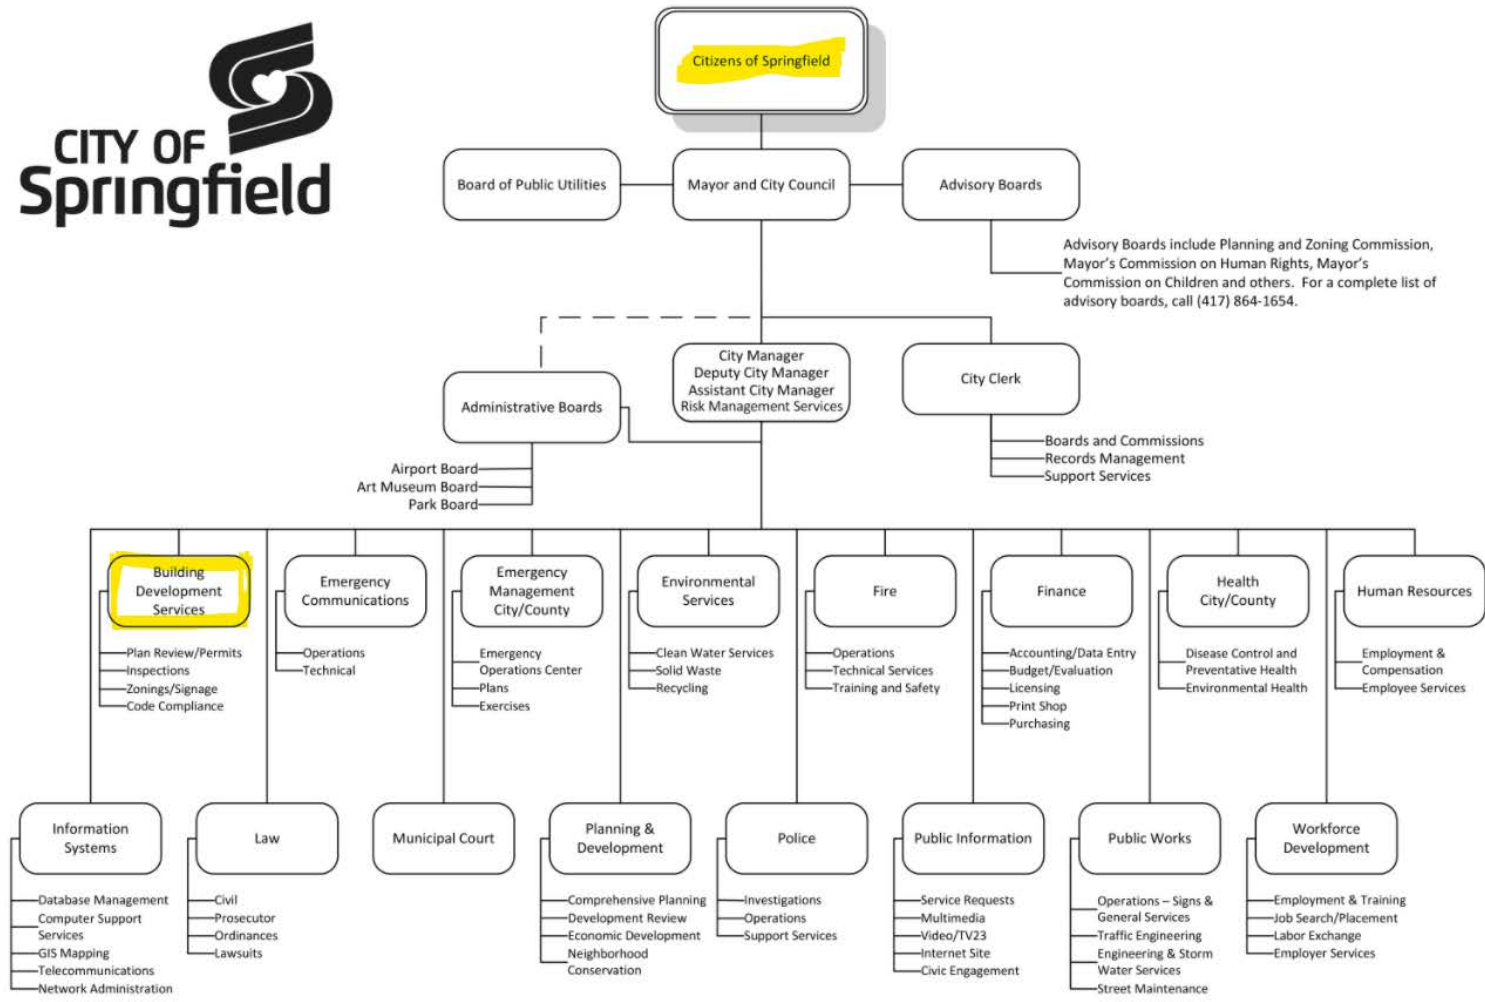 CITY OF
Springfield
Citizens of Springfield
Board of Public Utilities
Mayor and City Council
Advisory Boards
Advisory Boards include Planning and Zoning Commission,
Mayor's Commission on Human Rights, Mayor's
Commission on Children and others.  For a complete list of
advisory boards, call (417) 864-1654.
City Manager
Deputy City Manager
Assistant City Manager
Risk Management Services
City Clerk
Administrative Boards
Boards and Commissions
Records Management
Support Services
Airport Board
Art Museum Board
Park Board
Building
Development
Services
Plan Review/Permits
Inspections
Zonings/Signage
Code Compliance
Emergency
Communications
Operations
Technical
Emergency
Management
City/County
Emergency
Operations Center
Plans
Exercises
Environmental
Services
Clean Water Services
Solid Waste
Recycling
Fire
Operations
Technical Services
Training and Safety
Finance
Accounting/Data Entry
Budget/Evaluation
Licensing
Print Shop
Purchasing
Health
City/County
Disease Control and
Preventative Health
Environmental Health
Human Resources
Employment &
Compensation
Employee Services
Information
Systems
Database Management
Computer Support
Services
GIS Mapping
Telecommunications
Network Administration
Law
Civil
Prosecutor
Ordinances
Lawsuits
Municipal Court
Planning &
Development
Comprehensive Planning
Development Review
Economic Development
Neighborhood
Conservation
Police
Investigations
Operations
Support Services
Public Information
Service Requests
Multimedia
Video/TV23
Internet Site
Civic Engagement
Public Works
Operations – Signs &
General Services
Traffic Engineering
Engineering & Storm
Water Services
Street Maintenance
Workforce
Development
Employment & Training
Job Search/Placement
Labor Exchange
Employer Services